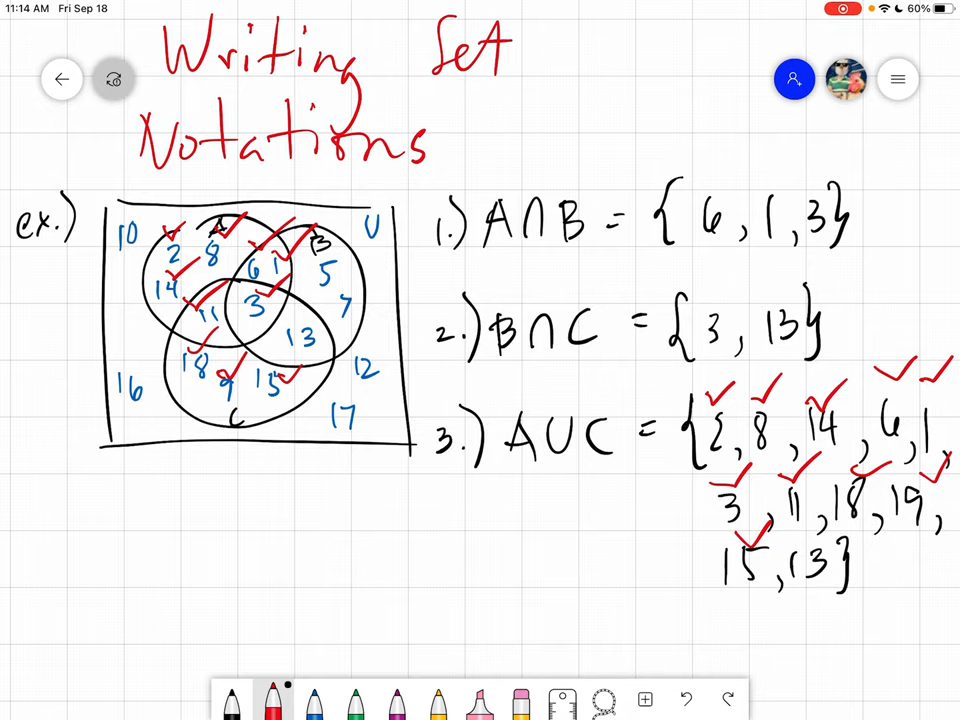 11:14 AM Fri Sep 18
60%
Writing Set
Notations
ex.)
10 A U
2 8 6 1 B 5
14
11 3 7
13
18 9 15 12
16 C 17
1.) A∩B = {6, 1, 3}
2.) B∩C = {3, 13}
3.) A∪C = {2, 8, 14, 6, 1,
3, 11, 18, 19,
15, 13}